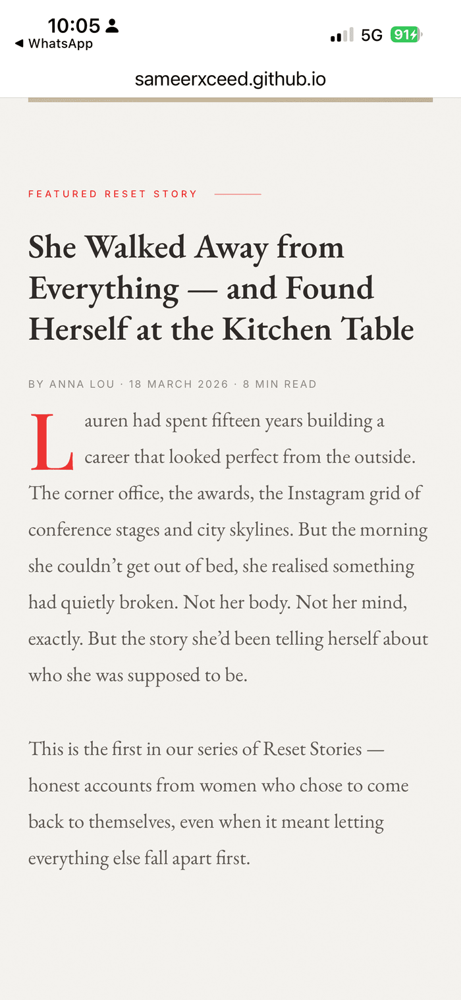 10:05
WhatsApp
5G
91
sameerxceed.github.io
FEATURED RESET STORY
She Walked Away from
Everything — and Found
Herself at the Kitchen Table
BY ANNA LOU · 18 MARCH 2026 · 8 MIN READ
Lauren had spent fifteen years building a
career that looked perfect from the outside.
The corner office, the awards, the Instagram grid of
conference stages and city skylines. But the morning
she couldn’t get out of bed, she realised something
had quietly broken. Not her body. Not her mind,
exactly. But the story she’d been telling herself about
who she was supposed to be.
This is the first in our series of Reset Stories —
honest accounts from women who chose to come
back to themselves, even when it meant letting
everything else fall apart first.